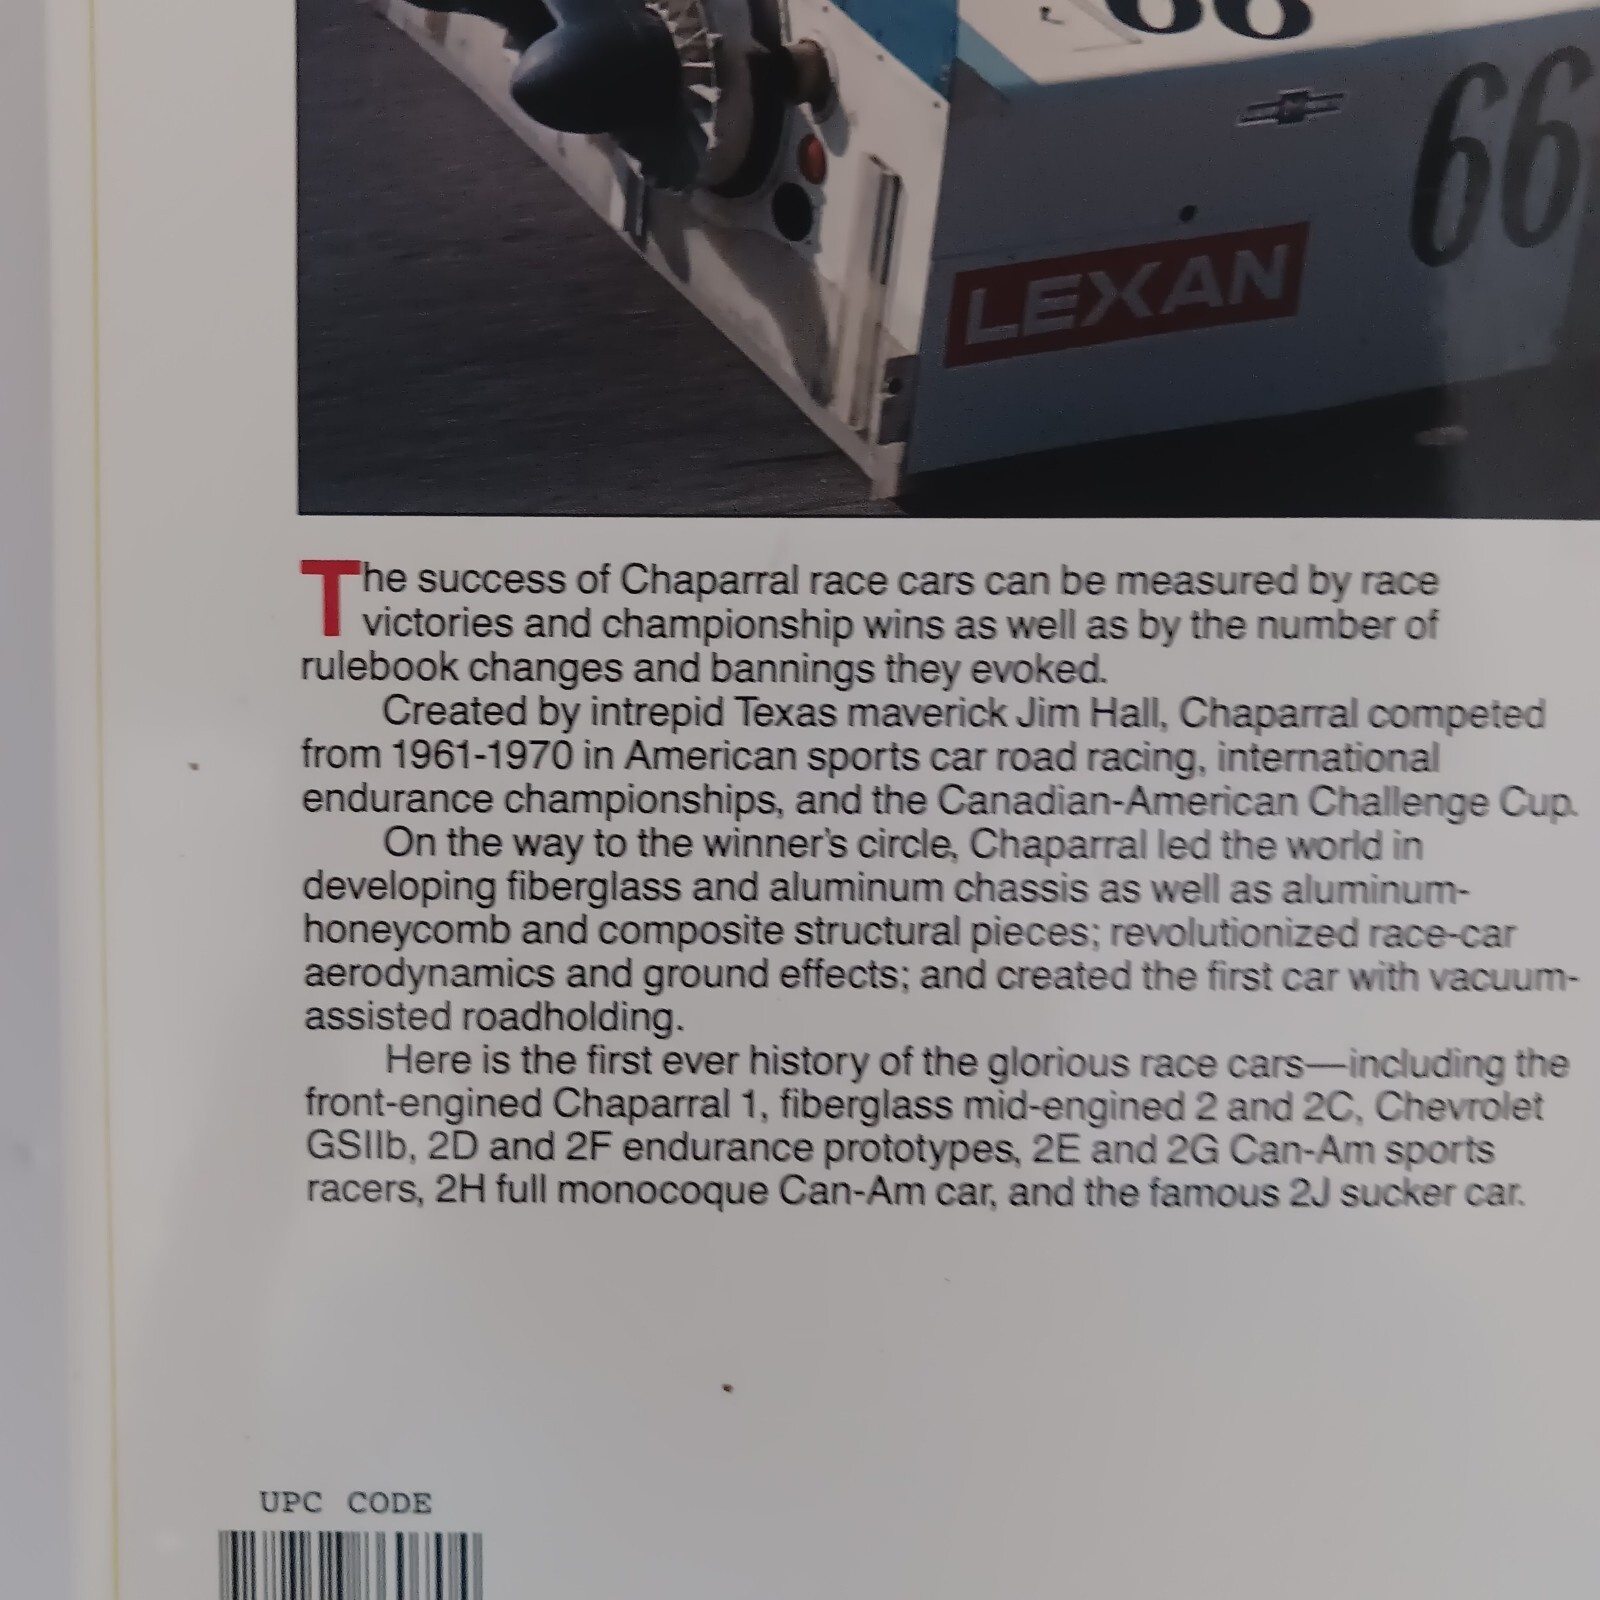 66
66
LEXAN
The success of Chaparral race cars can be measured by race
victories and championship wins as well as by the number of
rulebook changes and bannings they evoked.
Created by intrepid Texas maverick Jim Hall, Chaparral competed
from 1961-1970 in American sports car road racing, international
endurance championships, and the Canadian-American Challenge Cup.
On the way to the winner's circle, Chaparral led the world in
developing fiberglass and aluminum chassis as well as aluminum-
honeycomb and composite structural pieces; revolutionized race-car
aerodynamics and ground effects; and created the first car with vacuum-
assisted roadholding.
Here is the first ever history of the glorious race cars—including the
front-engined Chaparral 1, fiberglass mid-engined 2 and 2C, Chevrolet
GSIIb, 2D and 2F endurance prototypes, 2E and 2G Can-Am sports
racers, 2H full monocoque Can-Am car, and the famous 2J sucker car.
UPC CODE